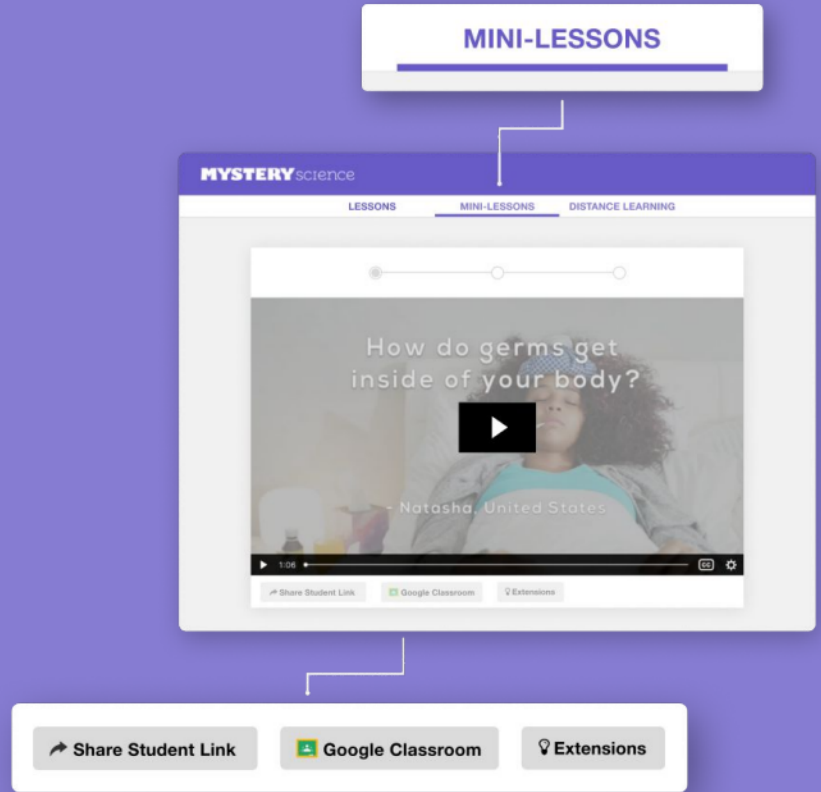 MINI-LESSONS
MYSTERY science
LESSONS MINI-LESSONS DISTANCE LEARNING
How do germs get
inside of your body?
- Natasha, United States
1:06 CC
Share Student Link Google Classroom Extensions
Share Student Link Google Classroom Extensions